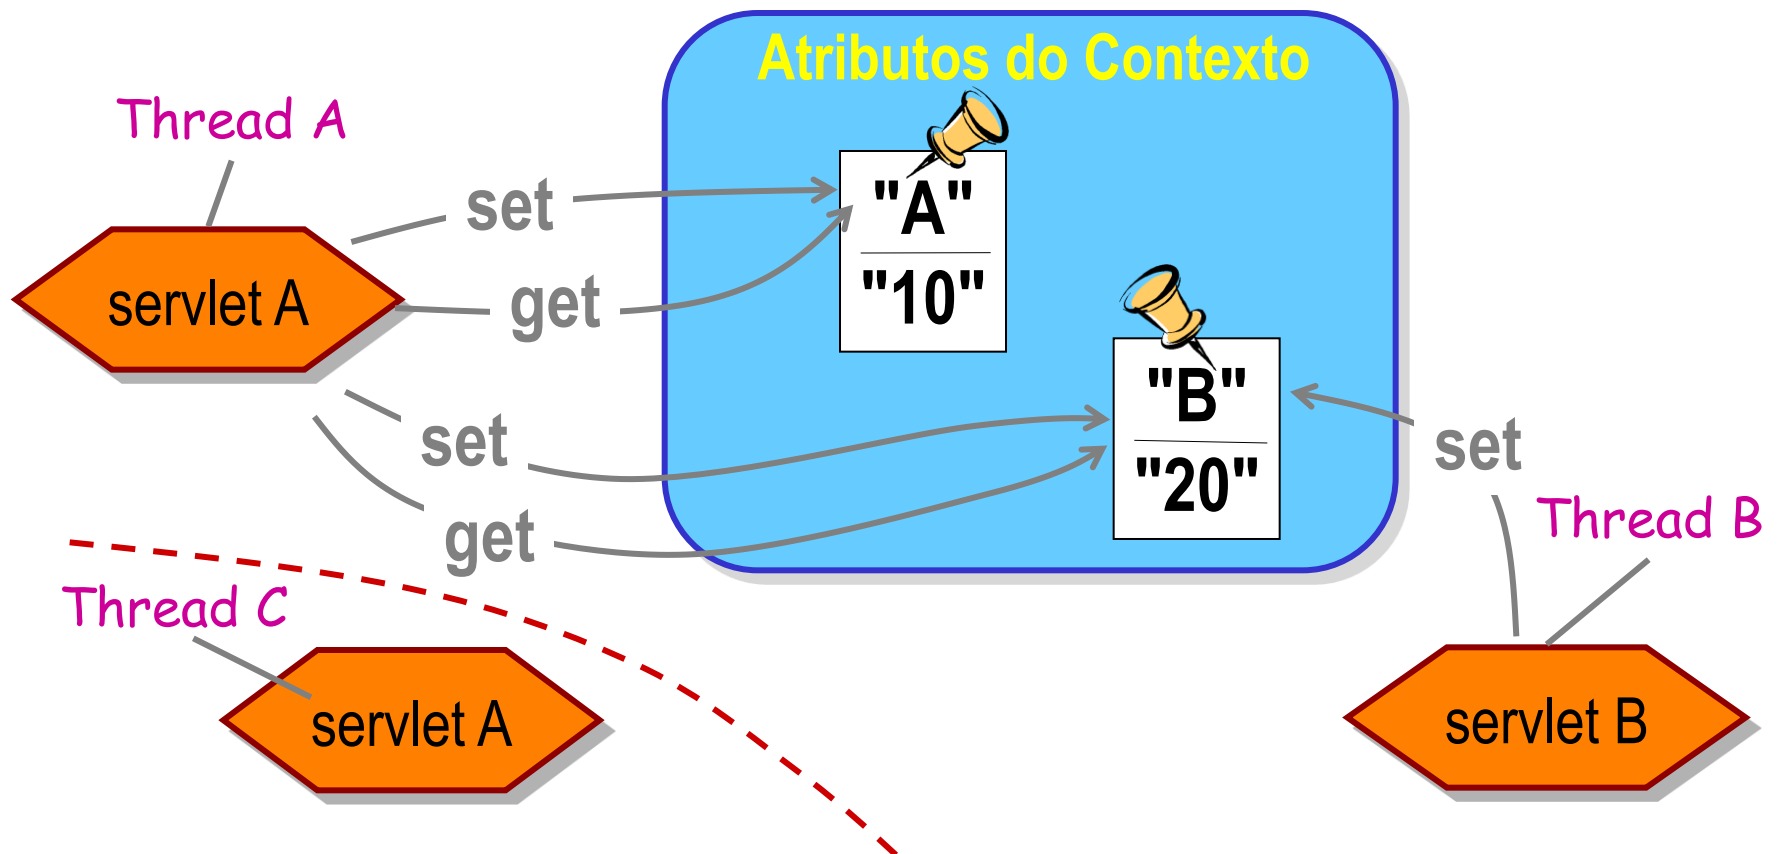 Atributos do Contexto
Thread A
set
"A"
"10"
get
servlet A
set
"B"
"20"
set
get
Thread B
Thread C
servlet A
servlet B